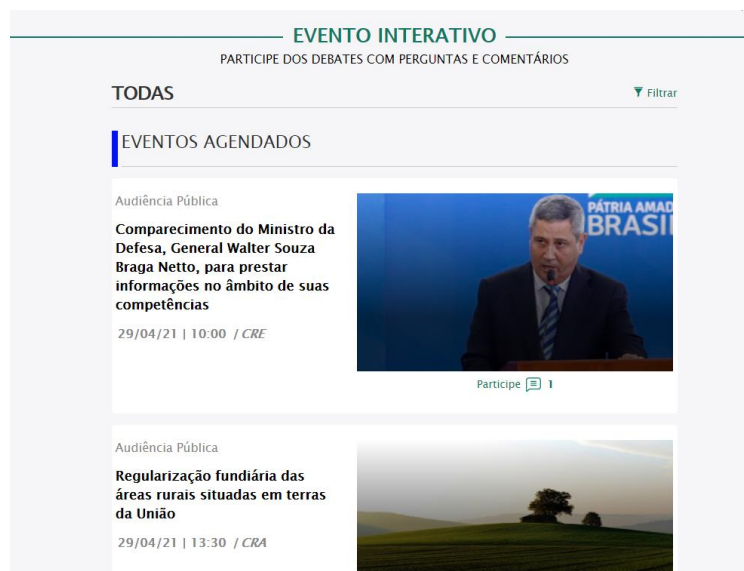 EVENTO INTERATIVO
PARTICIPE DOS DEBATES COM PERGUNTAS E COMENTÁRIOS
TODAS
Filtrar
EVENTOS AGENDADOS
Audiência Pública
Comparecimento do Ministro da
Defesa, General Walter Souza
Braga Netto, para prestar
informações no âmbito de suas
competências
29/04/21 | 10:00 / CRE
PÁTRIA AMAD
BRASI
Participe 1
Audiência Pública
Regularização fundiária das
áreas rurais situadas em terras
da União
29/04/21 | 13:30 / CRA